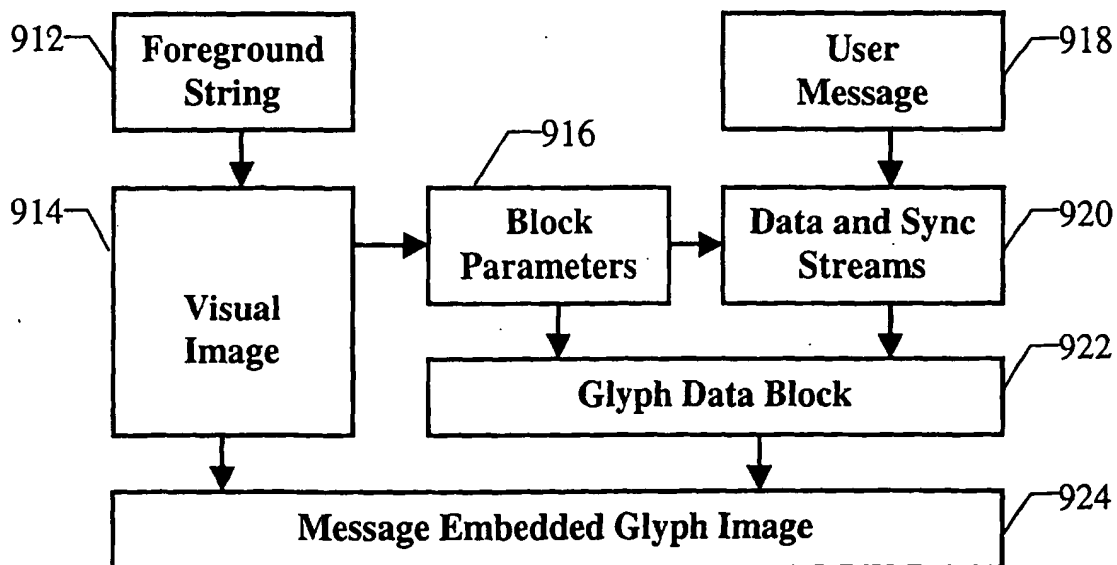 912
Foreground
String
User
Message
918
916
914
Visual
Image
Block
Parameters
Data and Sync
Streams
920
Glyph Data Block
922
Message Embedded Glyph Image
924